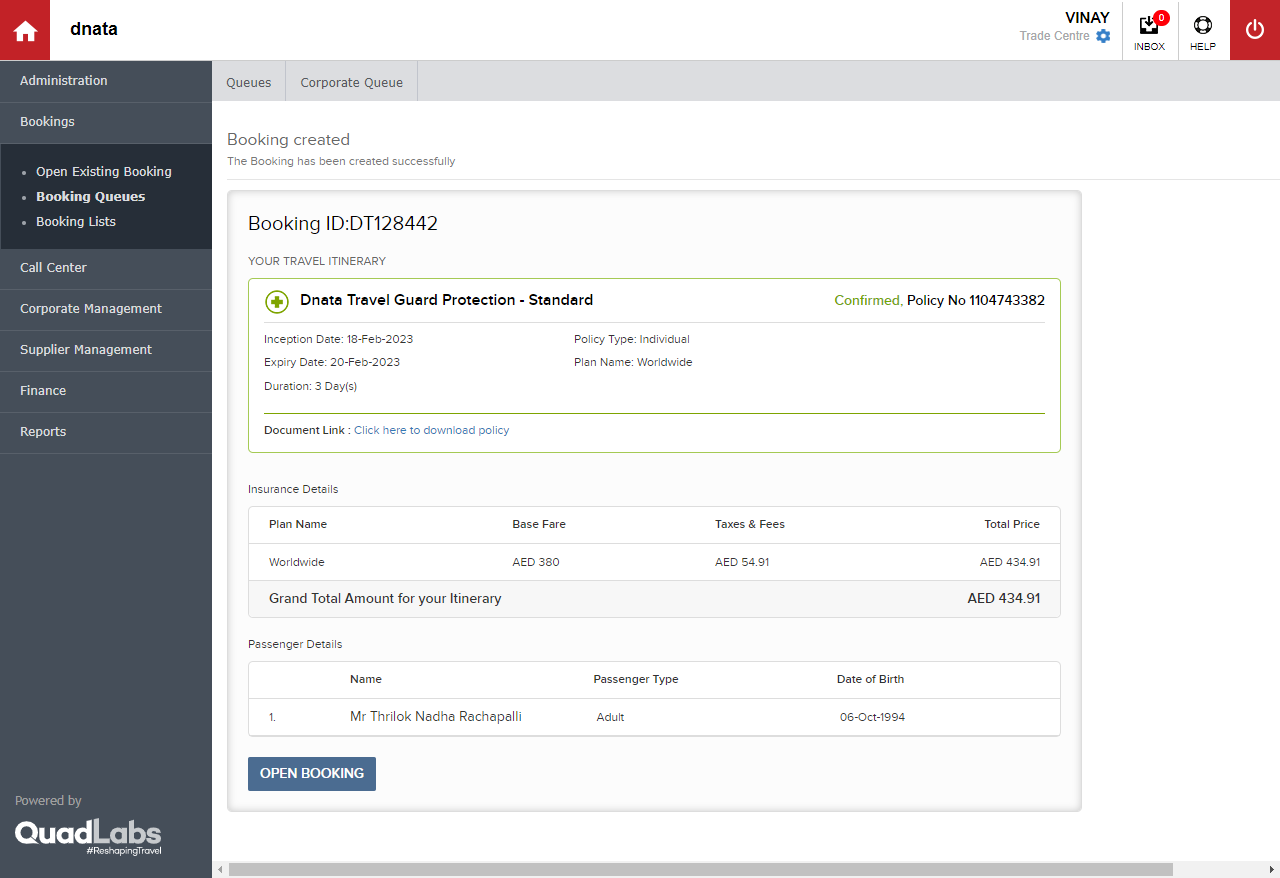 dnata
VINAY
Trade Centre
0
INBOX
HELP
Administration
Bookings
Open Existing Booking
Booking Queues
Booking Lists
Call Center
Corporate Management
Supplier Management
Finance
Reports
Powered by
QuadLabs
#ReshapingTravel
Queues
Corporate Queue
Booking created
The Booking has been created successfully
Booking ID:DT128442
YOUR TRAVEL ITINERARY
Dnata Travel Guard Protection - Standard
Confirmed, Policy No 1104743382
Inception Date: 18-Feb-2023
Policy Type: Individual
Expiry Date: 20-Feb-2023
Plan Name: Worldwide
Duration: 3 Day(s)
Document Link : Click here to download policy
Insurance Details
Plan Name Base Fare Taxes & Fees Total Price
Worldwide AED 380 AED 54.91 AED 434.91
Grand Total Amount for your Itinerary AED 434.91
Passenger Details
Name Passenger Type Date of Birth
1. Mr Thrilok Nadha Rachapalli Adult 06-Oct-1994
OPEN BOOKING